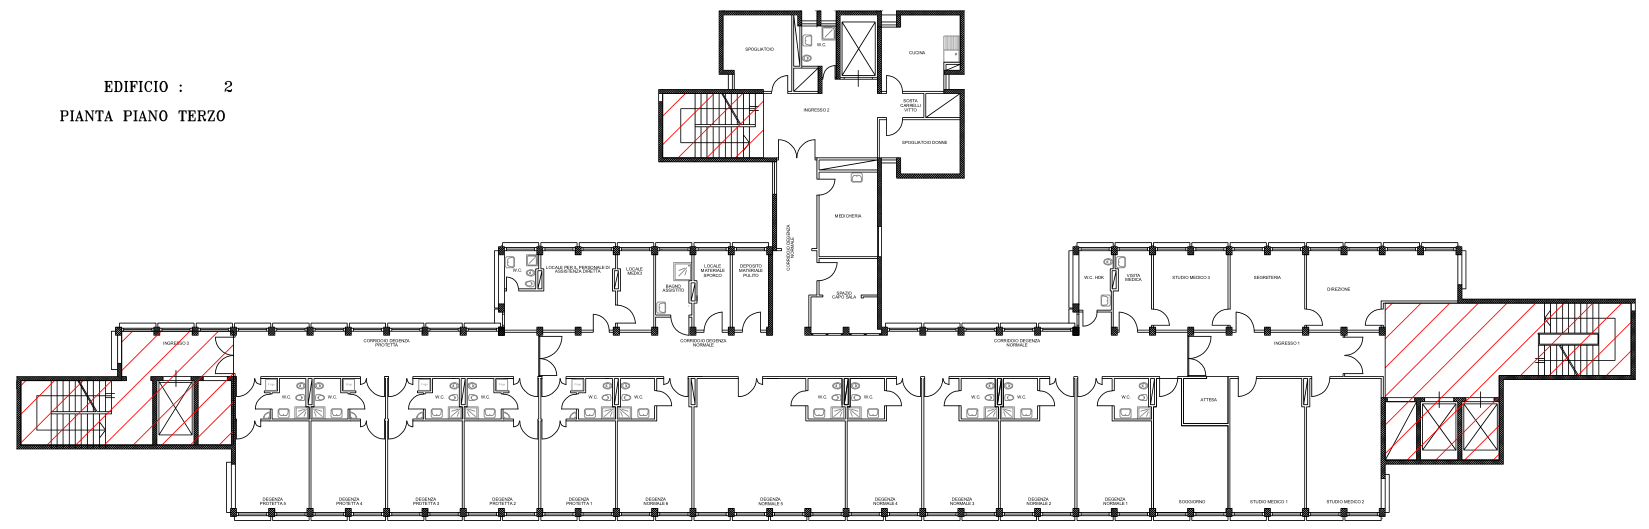 EDIFICIO : 2
PIANTA PIANO TERZO
SPOGLIATOIO
W.C.
CUCINA
INGRESSO 2
SOSTA
CARRELLI
VITTO
SPOGLIATOIO DONNE
MEDICHERIA
CORRIDOIO DEGENZA
NORMALE
SPAZIO
CAPO SALA
W.C.
LOCALE PER IL PERSONALE DI
ASSISTENZA DIRETTA
LOCALE
MEDICI
BAGNO
ASSISTITO
LOCALE
MATERIALE
SPORCO
DEPOSITO
MATERIALE
PULITO
W.C. HDK
VISITA
MEDICA
STUDIO MEDICO 3
SEGRETERIA
DIREZIONE
INGRESSO 3
CORRIDOIO DEGENZA
PROTETTA
CORRIDOIO DEGENZA
NORMALE
CORRIDOIO DEGENZA
NORMALE
INGRESSO 1
W.C.
W.C.
W.C.
W.C.
W.C.
W.C.
W.C.
W.C.
W.C.
W.C.
W.C.
ATTESA
DEGENZA
PROTETTA 5
DEGENZA
PROTETTA 4
DEGENZA
PROTETTA 3
DEGENZA
PROTETTA 2
DEGENZA
PROTETTA 1
DEGENZA
NORMALE 6
DEGENZA
NORMALE 5
DEGENZA
NORMALE 4
DEGENZA
NORMALE 3
DEGENZA
NORMALE 2
DEGENZA
NORMALE 1
SOGGIORNO
STUDIO MEDICO 1
STUDIO MEDICO 2